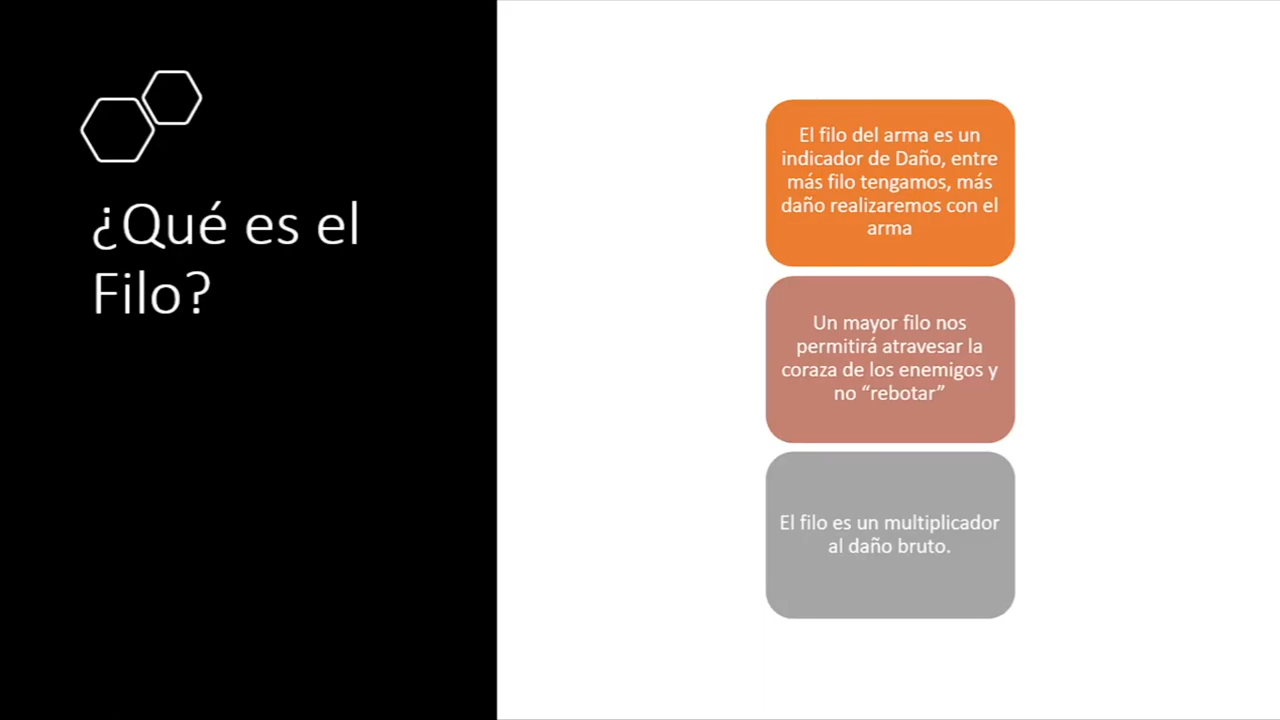 ¿Qué es el
Filo?
El filo del arma es un
indicador de Daño, entre
más filo tengamos, más
daño realizaremos con el
arma
Un mayor filo nos
permitirá atravesar la
coraza de los enemigos y
no “rebotar”
El filo es un multiplicador
al daño bruto.